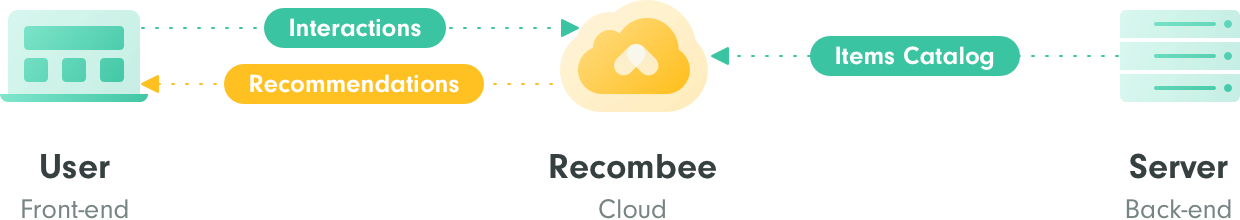 Interactions
Recommendations
Items Catalog
User
Front-end
Recombee
Cloud
Server
Back-end